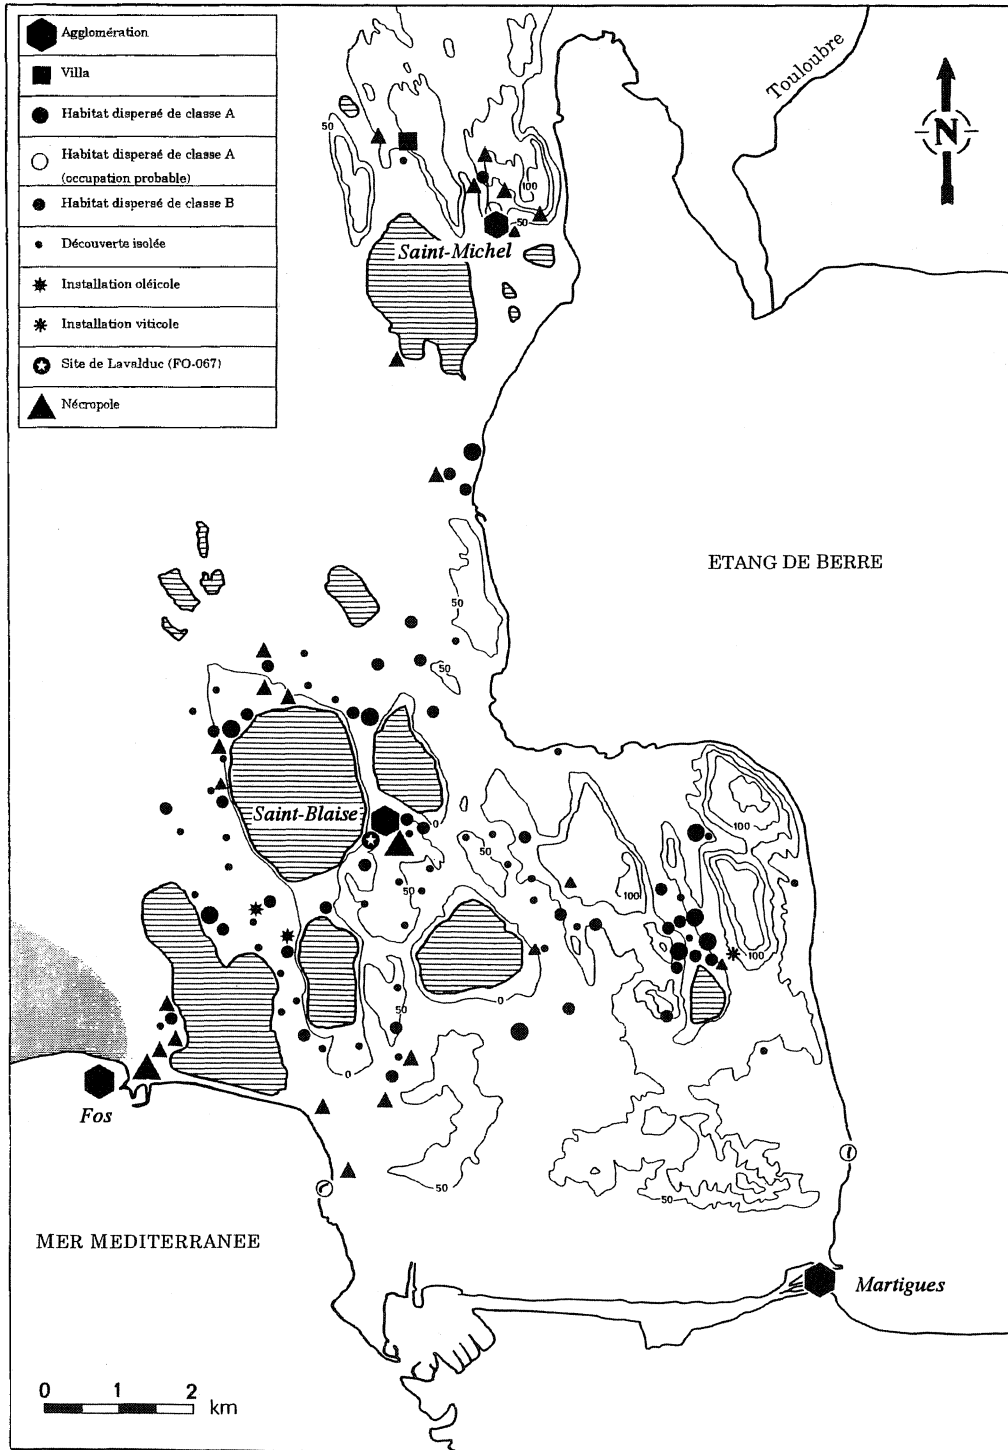 Agglomération
Villa
Habitat dispersé de classe A
Habitat dispersé de classe A
(occupation probable)
Habitat dispersé de classe B
Découverte isolée
Installation oléicole
Installation viticole
Site de Lavalduc (FO-067)
Nécropole
Touloubre
N
50
100
50
Saint-Michel
ETANG DE BERRE
50
50
Saint-Blaise
0
100
50
50
100
100
0
50
0
Fos
50
50
MER MEDITERRANEE
Martigues
0 1 2
km